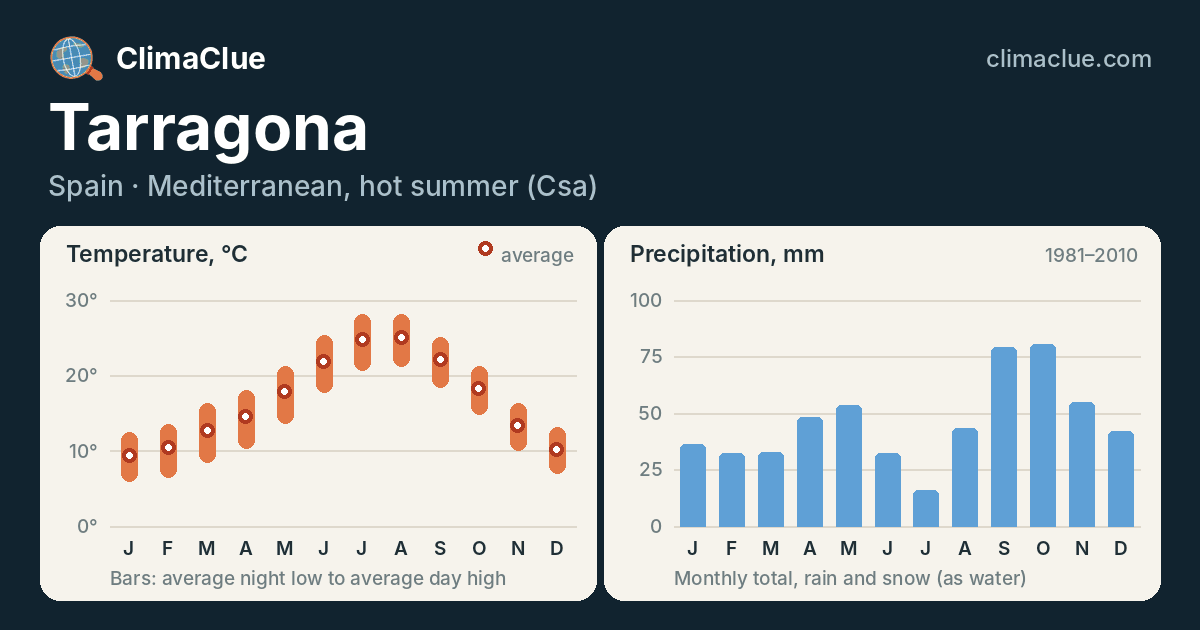 ClimaClue
climaclue.com
Tarragona
Spain · Mediterranean, hot summer (Csa)
Temperature, °C
average
30°
20°
10°
0°
J F M A M J J A S O N D
Bars: average night low to average day high
Precipitation, mm
1981–2010
100
75
50
25
0
J F M A M J J A S O N D
Monthly total, rain and snow (as water)